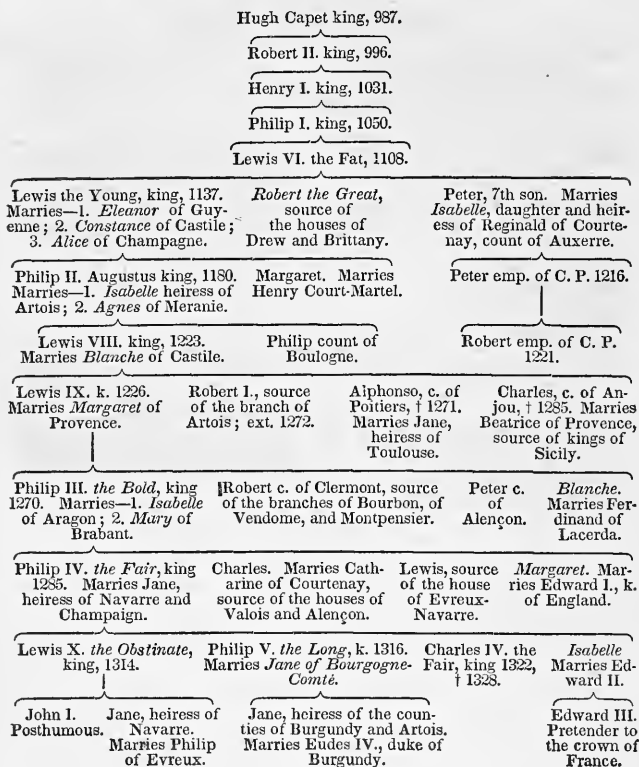 Hugh Capet king, 987.
Robert II. king, 996.
Henry I. king, 1031.
Philip I. king, 1050.
Lewis VI. the Fat, 1108.
Lewis the Young, king, 1137.
Marries—1. Eleanor of Guy-
enne; 2. Constance of Castile;
3. Alice of Champagne.
Robert the Great,
source of
the houses of
Drew and Brittany.
Peter, 7th son. Marries
Isabelle, daughter and heir-
ess of Reginald of Courte-
nay, count of Auxerre.
Philip II. Augustus king, 1180.
Marries—1. Isabelle heiress of
Artois; 2. Agnes of Meranie.
Margaret. Marries
Henry Court-Martel.
Peter emp. of C. P. 1216.
Lewis VIII. king, 1223.
Marries Blanche of Castile.
Philip count of
Boulogne.
Robert emp. of C. P.
1221.
Lewis IX. k. 1226.
Marries Margaret of
Provence.
Robert I., source
of the branch of
Artois; ext. 1272.
Alphonso, c. of
Poitiers, † 1271.
Marries Jane,
heiress of
Toulouse.
Charles, c. of An-
jou, † 1285. Marries
Beatrice of Provence,
source of kings of
Sicily.
Philip III. the Bold, king
1270. Marries—1. Isabelle
of Aragon; 2. Mary of
Brabant.
Robert c. of Clermont, source
of the branches of Bourbon, of
Vendome, and Montpensier.
Peter c.
of
Alençon.
Blanche.
Marries Fer-
dinand of
Lacerda.
Philip IV. the Fair, king
1285. Marries Jane,
heiress of Navarre and
Champaign.
Charles. Marries Cath-
arine of Courtenay,
source of the houses of
Valois and Alençon.
Lewis, source
of the house
of Evreux-
Navarre.
Margaret. Mar-
ries Edward I., k.
of England.
Lewis X. the Obstinate,
king, 1314.
Philip V. the Long, k. 1316.
Marries Jane of Bourgogne-
Comté.
Charles IV. the
Fair, king 1322,
† 1328.
Isabelle
Marries Ed-
ward II.
John I.
Posthumous.
Jane, heiress of
Navarre.
Marries Philip
of Evreux.
Jane, heiress of the coun-
ties of Burgundy and Artois.
Marries Eudes IV., duke of
Burgundy.
Edward III.
Pretender to
the crown of
France.